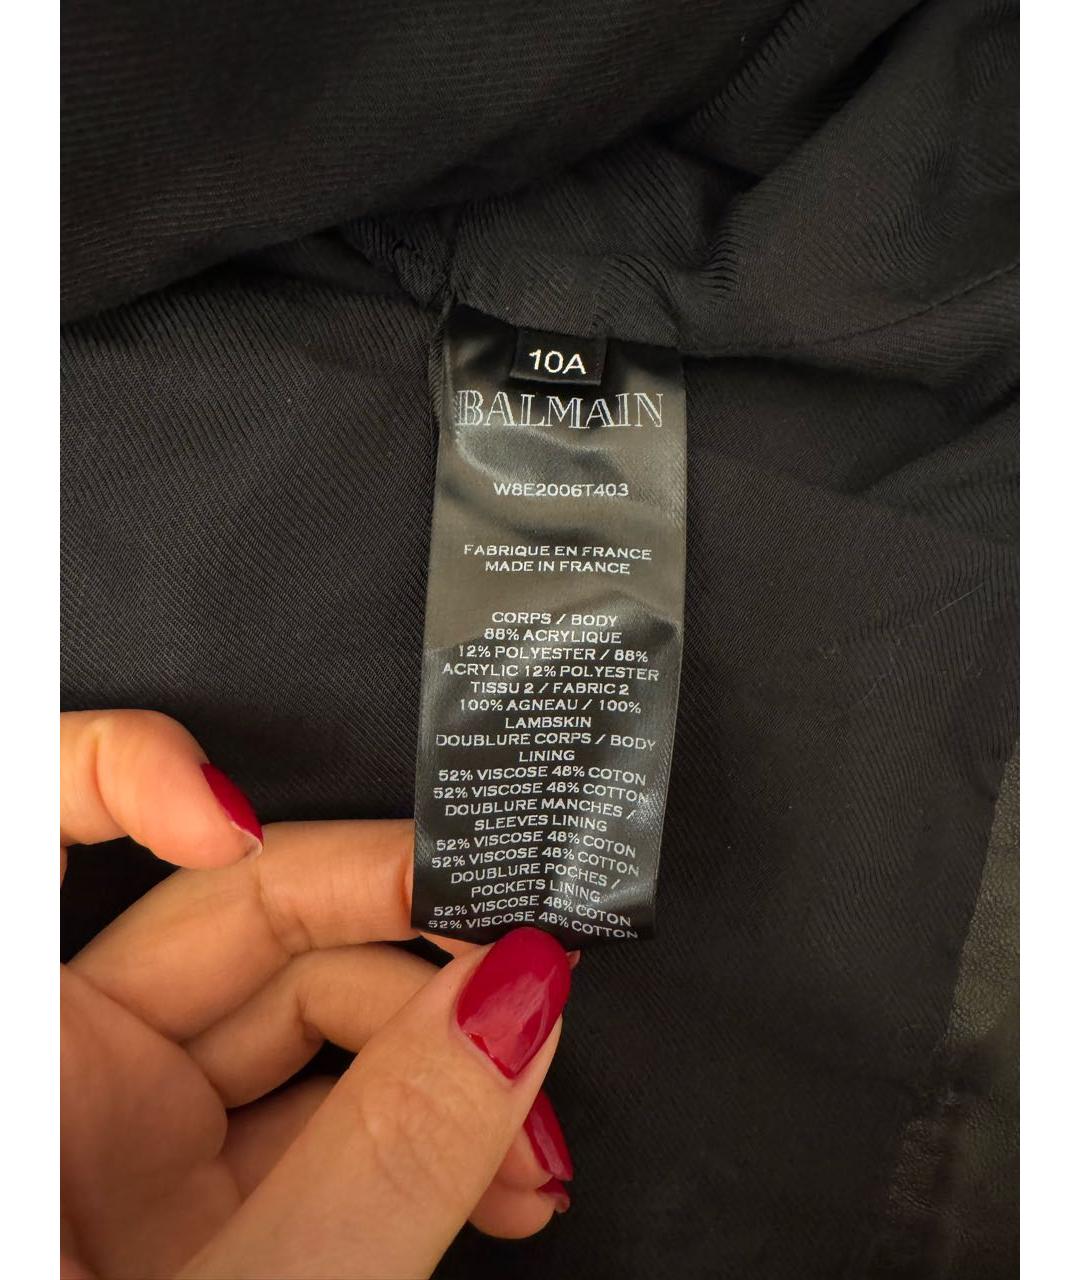 10A
BALMAIN
W8E2006T403
FABRIQUE EN FRANCE
MADE IN FRANCE
CORPS / BODY
88% ACRYLIQUE
12% POLYESTER / 88%
ACRYLIC 12% POLYESTER
TISSU 2 / FABRIC 2
100% AGNEAU / 100%
LAMBSKIN
DOUBLURE CORPS / BODY
LINING
52% VISCOSE 48% COTON
52% VISCOSE 48% COTTON
DOUBLURE MANCHES /
SLEEVES LINING
52% VISCOSE 48% COTON
52% VISCOSE 48% COTTON
DOUBLURE POCHES /
POCKETS LINING
52% VISCOSE 48% COTON
52% VISCOSE 48% COTTON